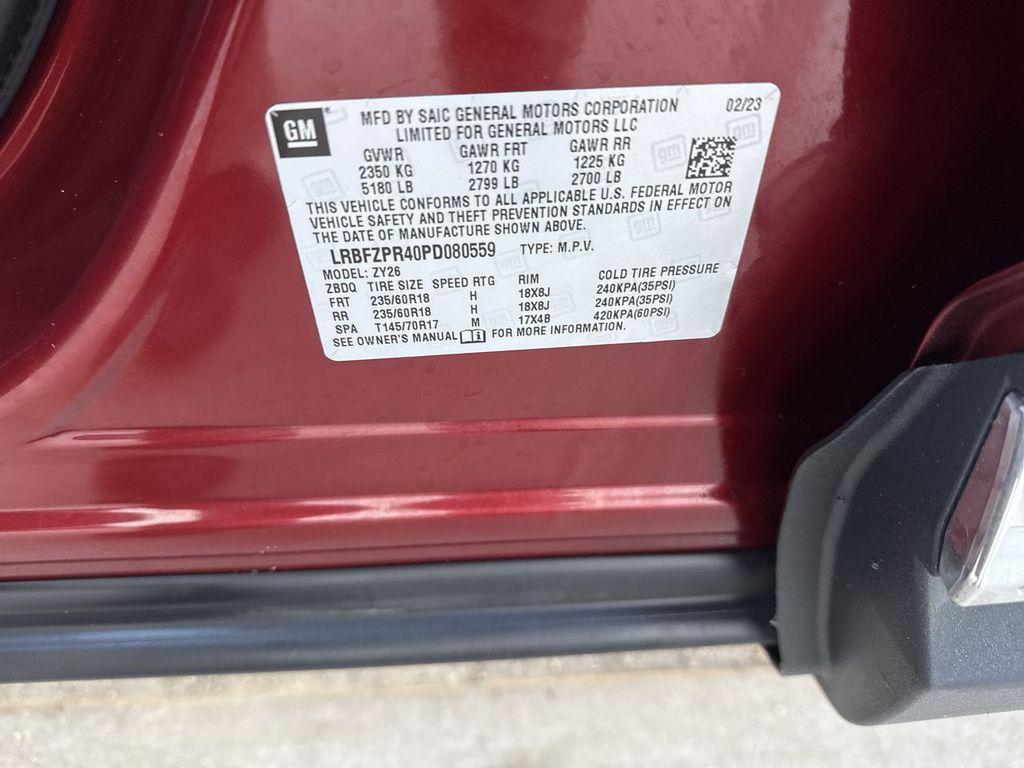 GM
MFD BY SAIC GENERAL MOTORS CORPORATION 02/23
LIMITED FOR GENERAL MOTORS LLC
GVWR GAWR FRT GAWR RR
2350 KG 1270 KG 1225 KG
5180 LB 2799 LB 2700 LB
THIS VEHICLE CONFORMS TO ALL APPLICABLE U.S. FEDERAL MOTOR
VEHICLE SAFETY AND THEFT PREVENTION STANDARDS IN EFFECT ON
THE DATE OF MANUFACTURE SHOWN ABOVE.
LRBFZPR40PD080559 TYPE: M.P.V.
MODEL: ZY26
ZBDQ TIRE SIZE SPEED RTG RIM COLD TIRE PRESSURE
FRT 235/60R18 H 18X8J 240KPA(35PSI)
RR 235/60R18 H 18X8J 240KPA(35PSI)
SPA T145/70R17 M 17X4B 420KPA(60PSI)
SEE OWNER'S MANUAL FOR MORE INFORMATION.